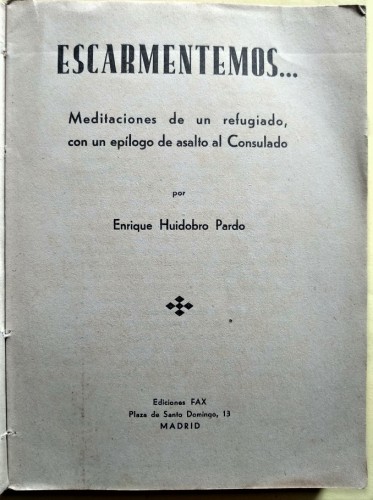 ESCARMENTEMOS...
Meditaciones de un refugiado,
con un epílogo de asalto al Consulado
por
Enrique Huidobro Pardo
Ediciones FAX
Plaza de Santo Domingo, 13
MADRID